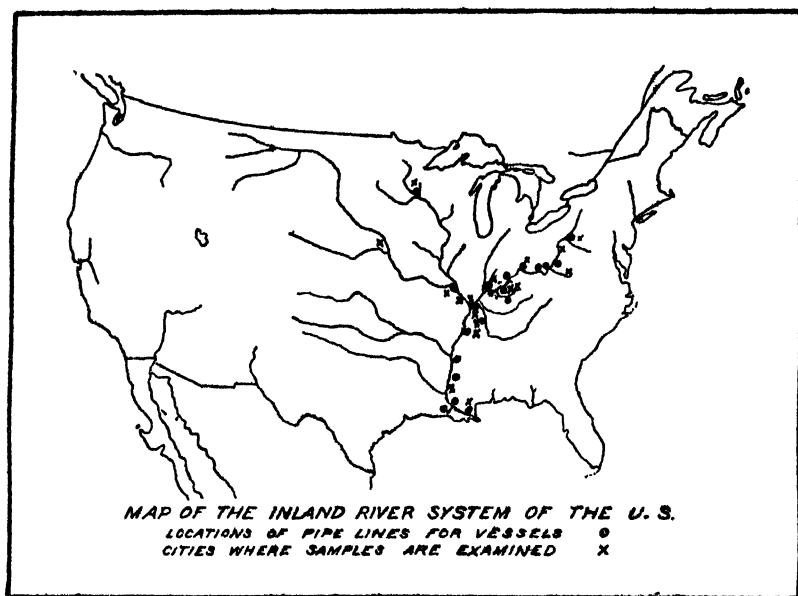 MAP OF THE INLAND RIVER SYSTEM OF THE U. S.
LOCATIONS OF PIPE LINES FOR VESSELS o
CITIES WHERE SAMPLES ARE EXAMINED x